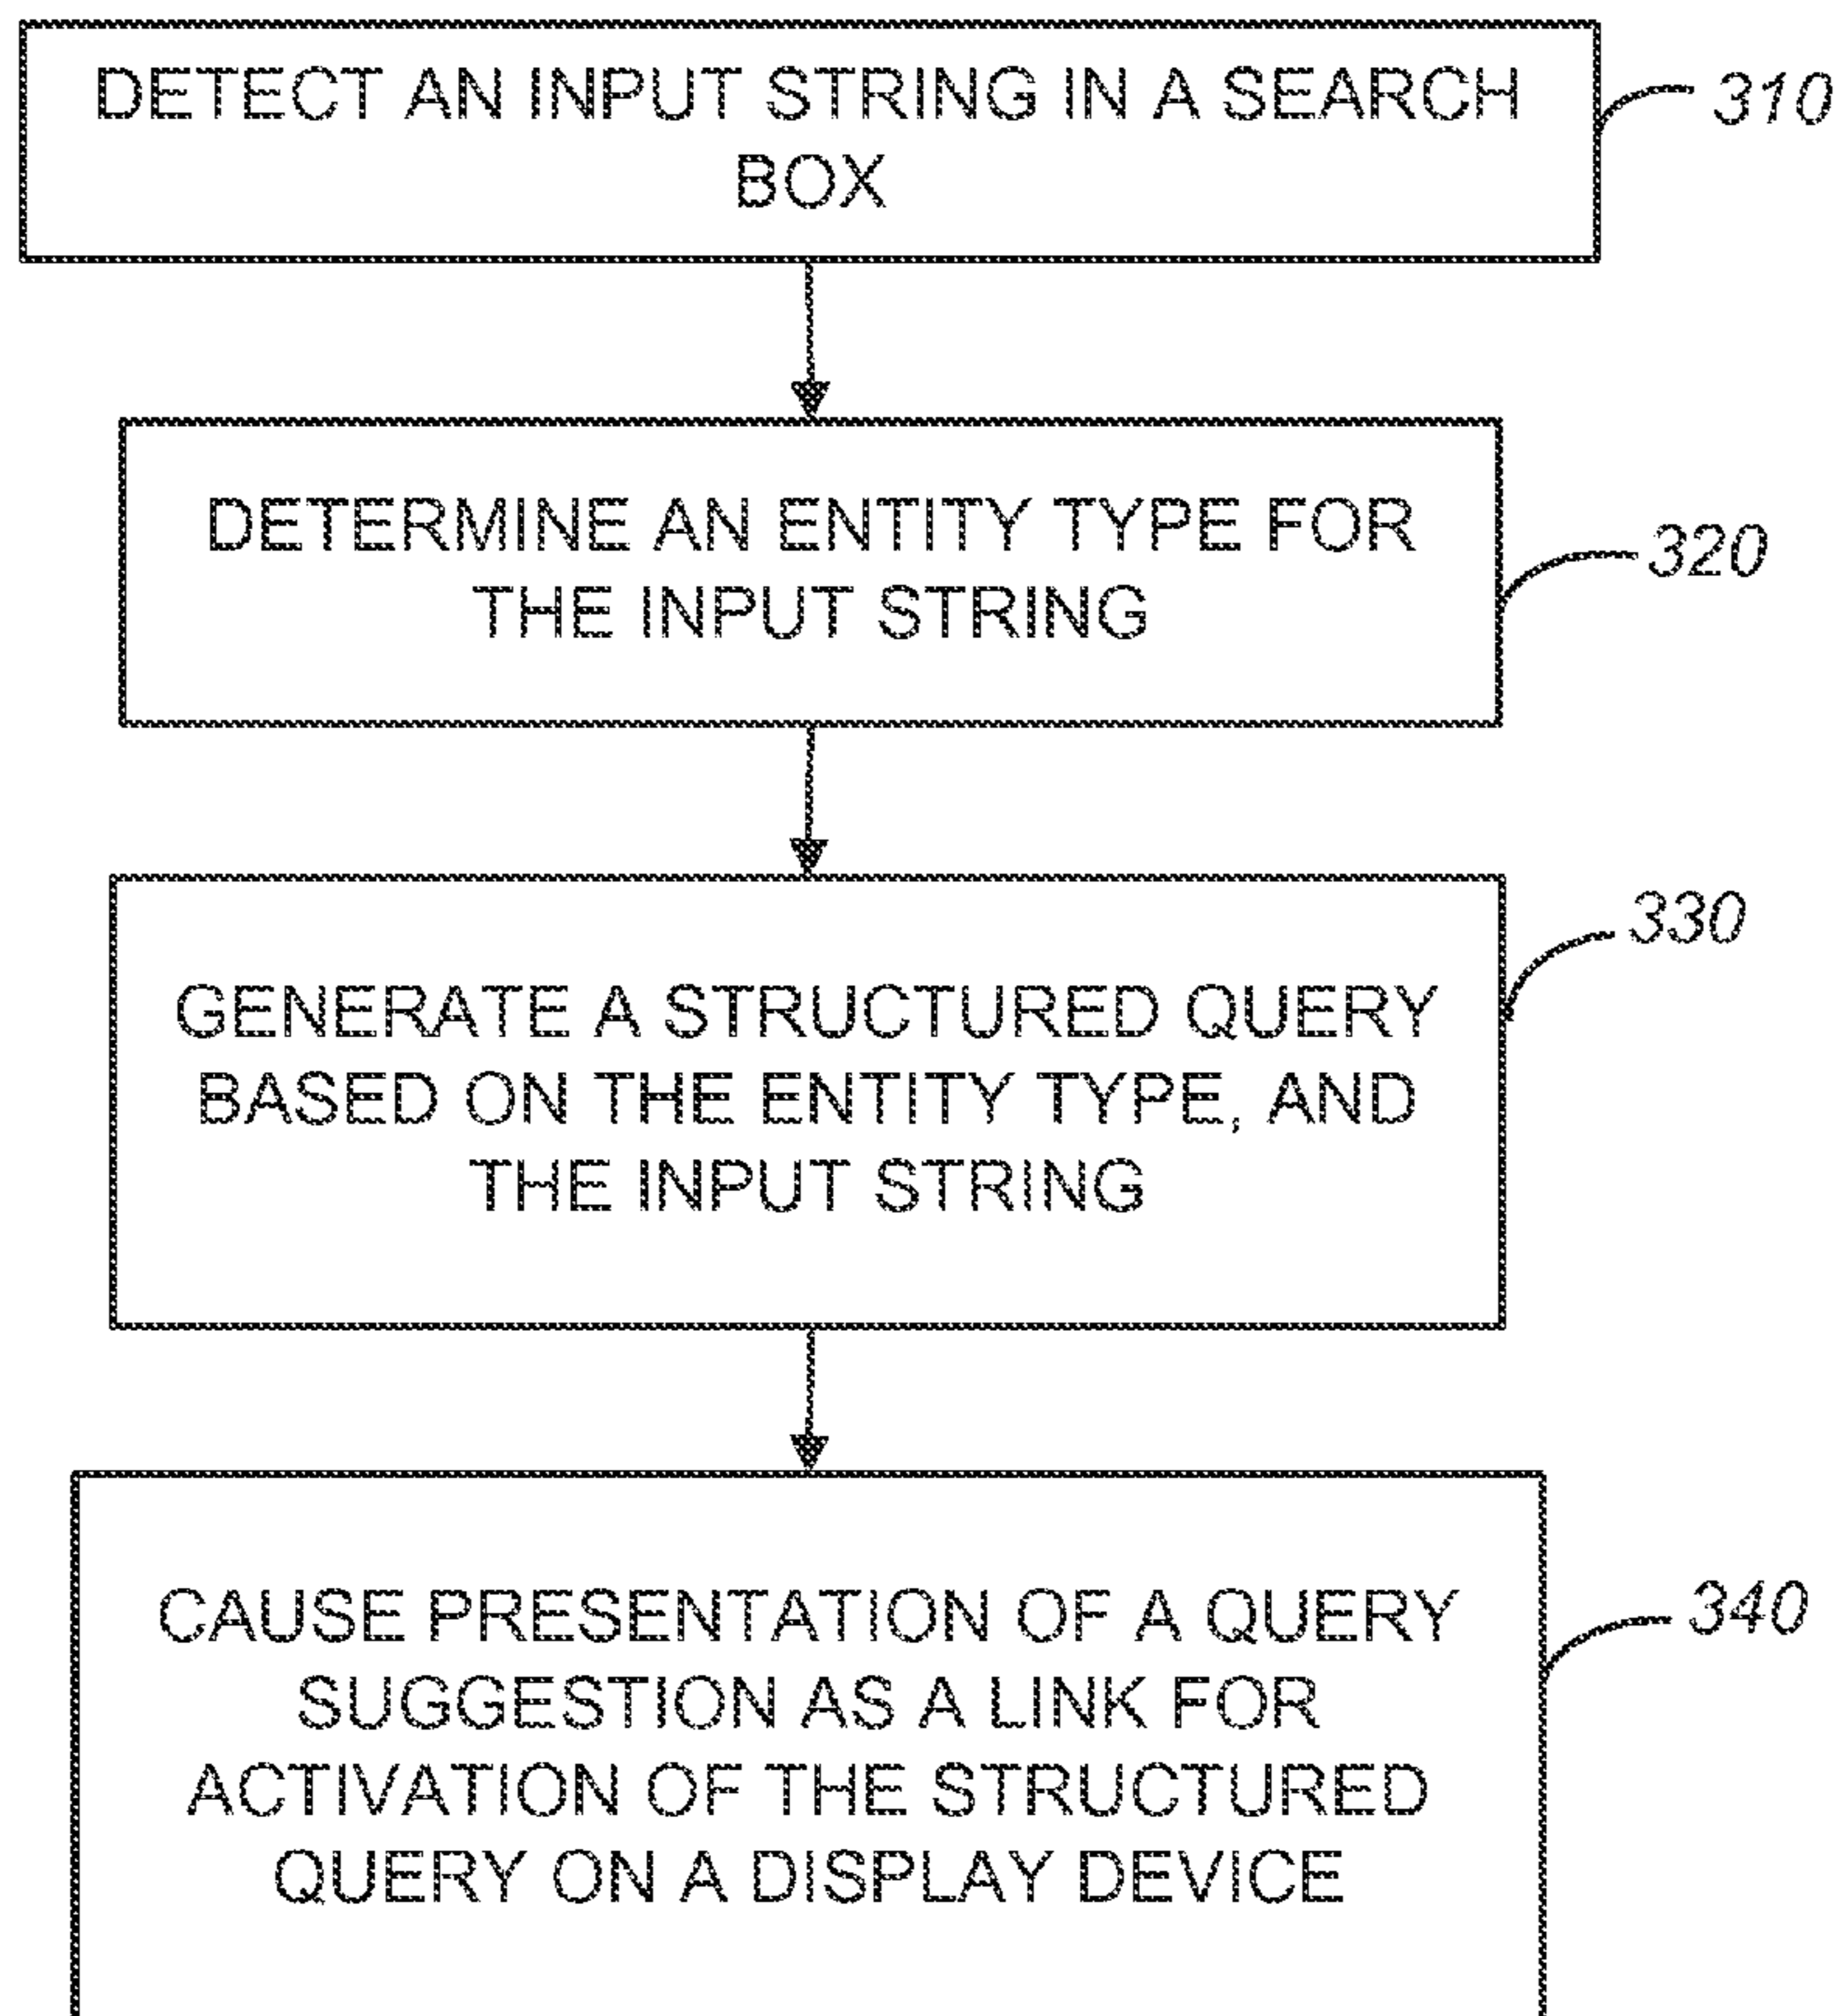 DETECT AN INPUT STRING IN A SEARCH
BOX
310
DETERMINE AN ENTITY TYPE FOR
THE INPUT STRING
320
GENERATE A STRUCTURED QUERY
BASED ON THE ENTITY TYPE, AND
THE INPUT STRING
330
CAUSE PRESENTATION OF A QUERY
SUGGESTION AS A LINK FOR
ACTIVATION OF THE STRUCTURED
QUERY ON A DISPLAY DEVICE
340